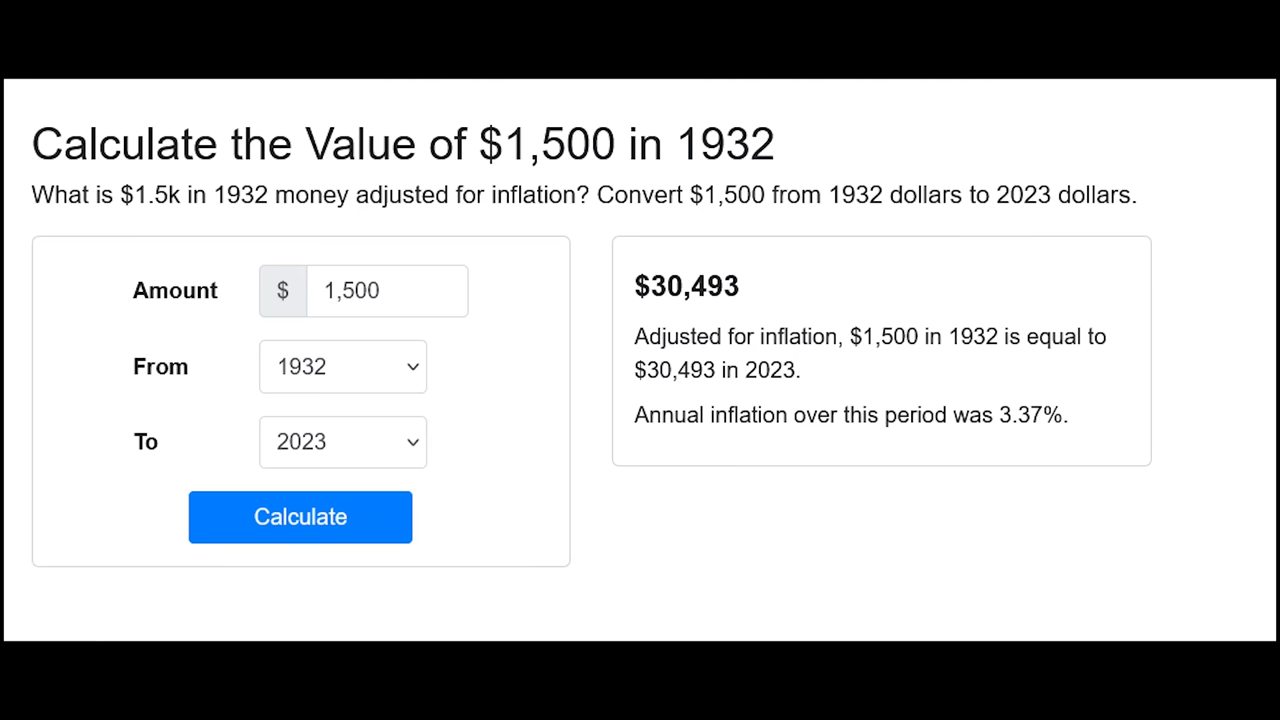 Calculate the Value of $1,500 in 1932
What is $1.5k in 1932 money adjusted for inflation? Convert $1,500 from 1932 dollars to 2023 dollars.
Amount $ 1,500
From 1932
To 2023
Calculate
$30,493
Adjusted for inflation, $1,500 in 1932 is equal to
$30,493 in 2023.
Annual inflation over this period was 3.37%.